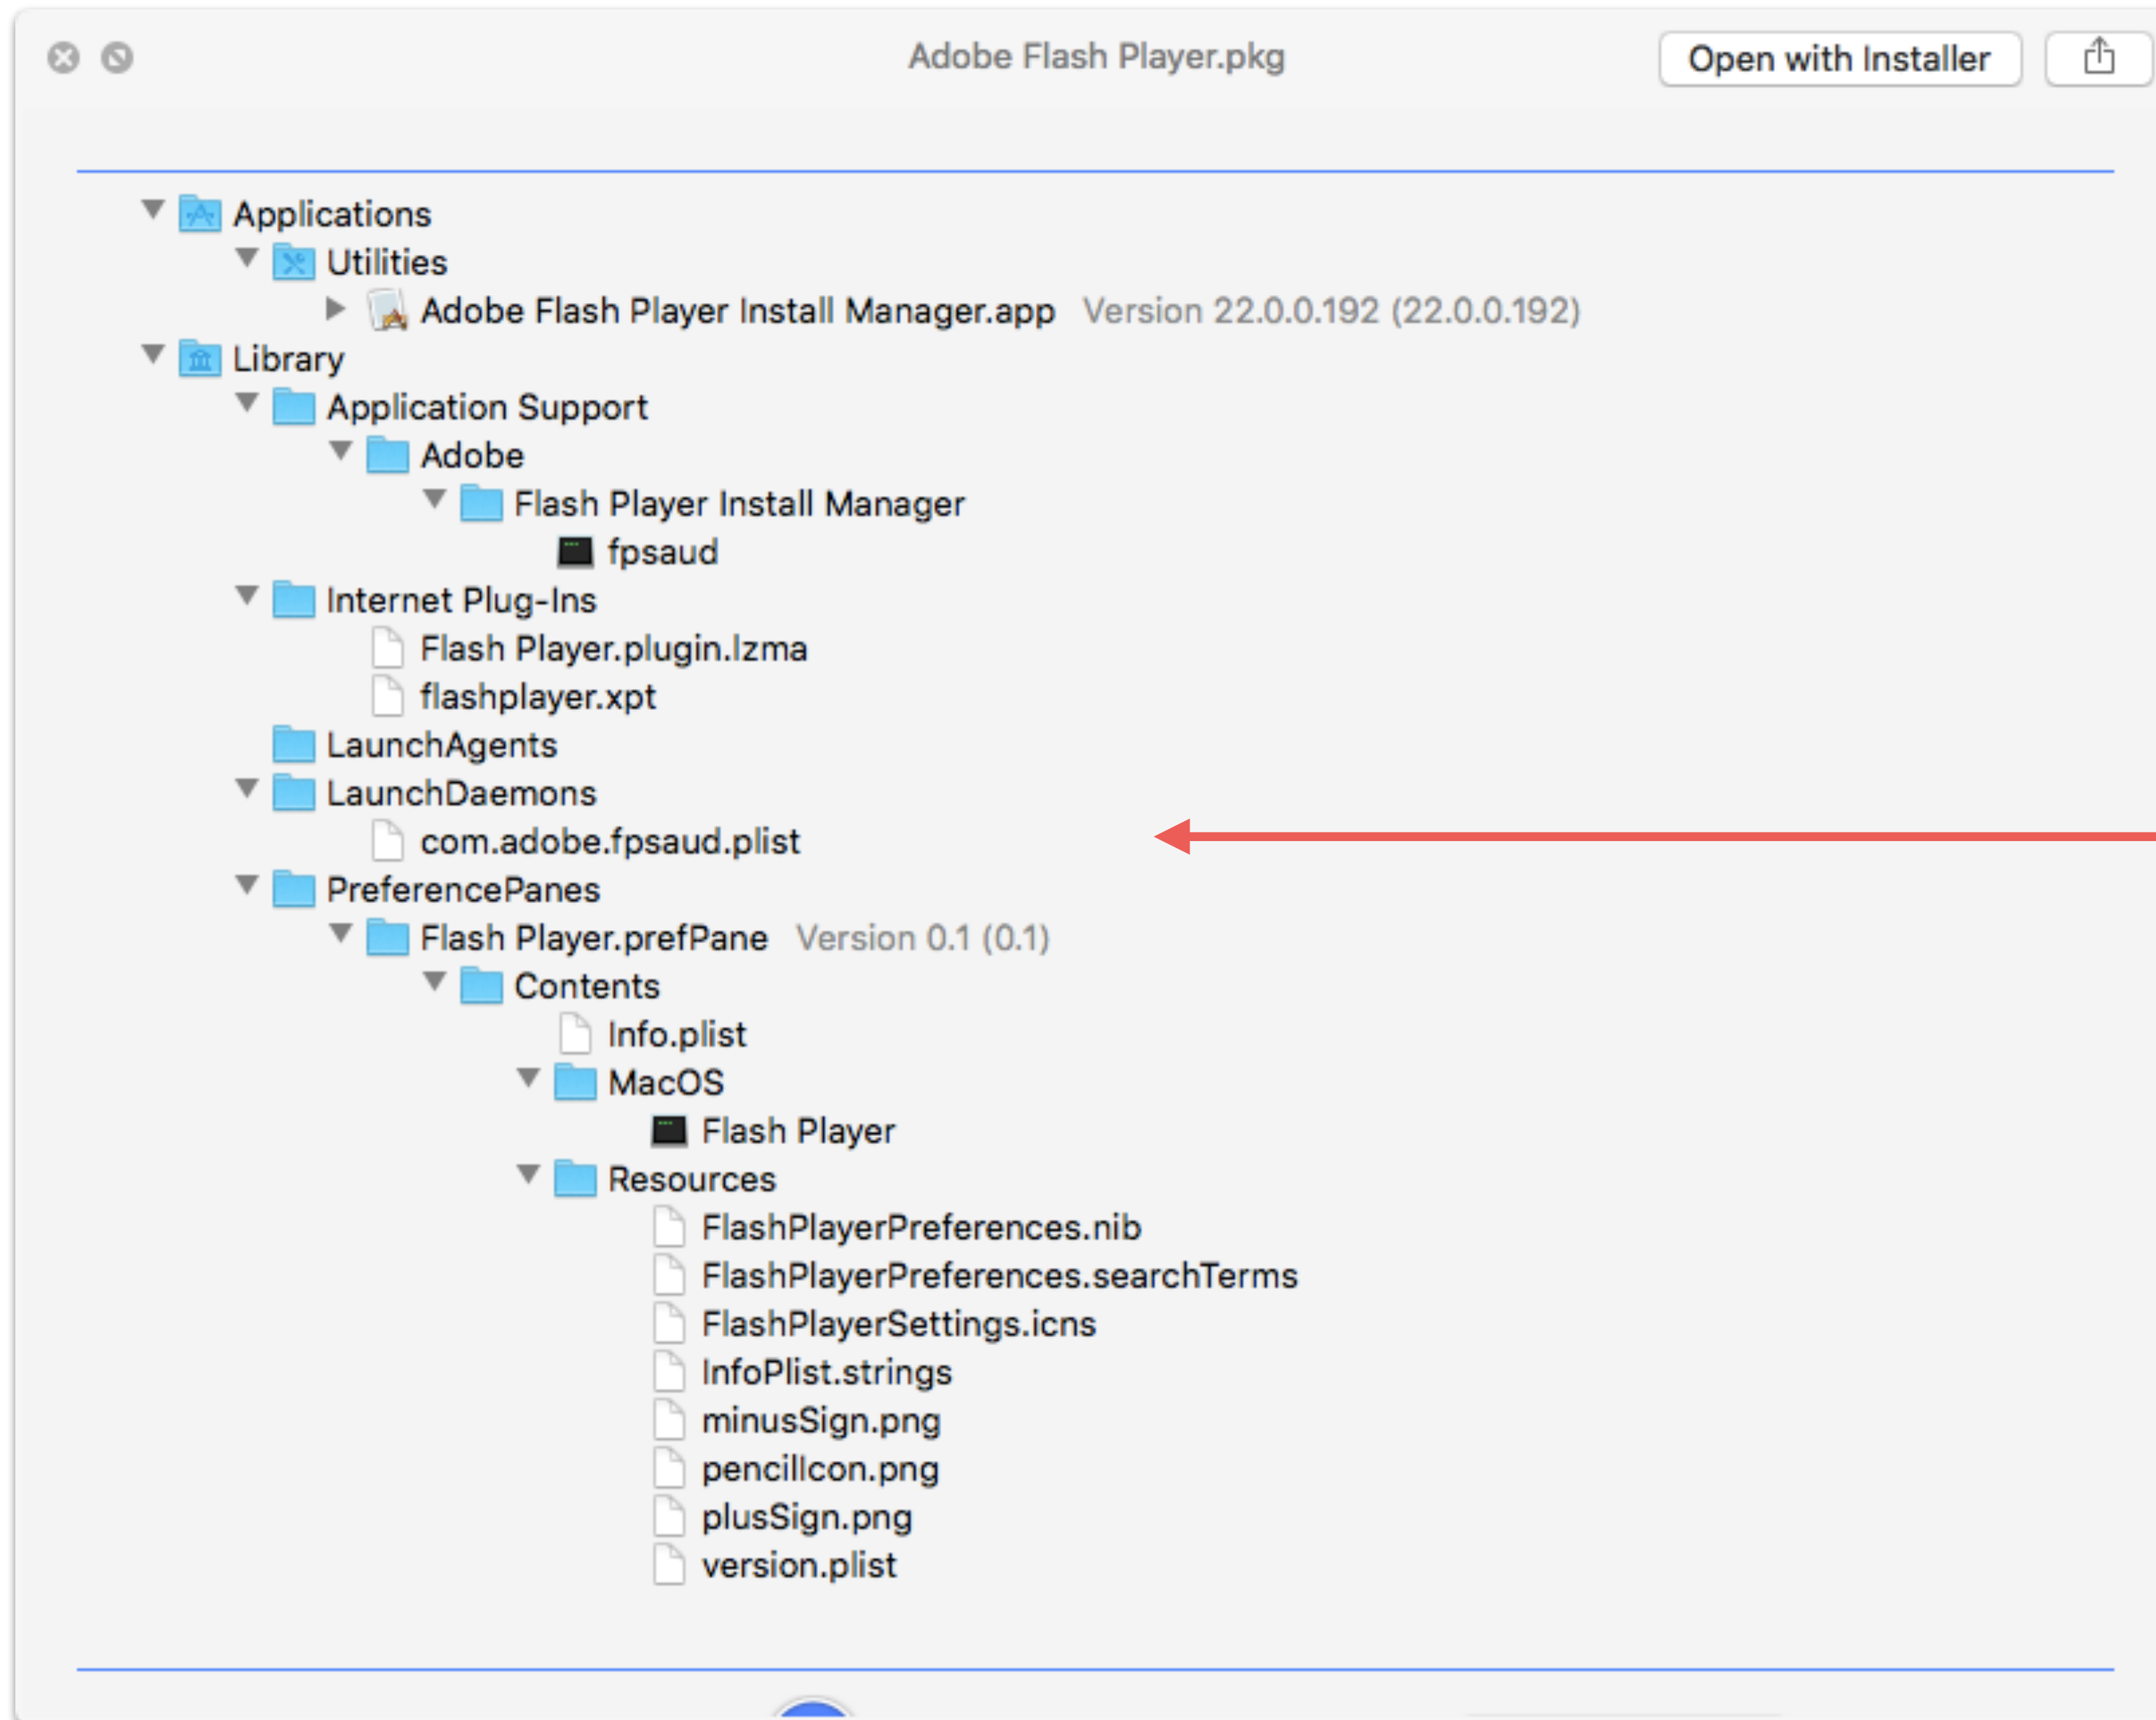 Adobe Flash Player.pkg
Open with Installer
Applications
Utilities
Adobe Flash Player Install Manager.app Version 22.0.0.192 (22.0.0.192)
Library
Application Support
Adobe
Flash Player Install Manager
fpsaud
Internet Plug-Ins
Flash Player.plugin.lzma
flashplayer.xpt
LaunchAgents
LaunchDaemons
com.adobe.fpsaud.plist
PreferencePanes
Flash Player.prefPane Version 0.1 (0.1)
Contents
Info.plist
MacOS
Flash Player
Resources
FlashPlayerPreferences.nib
FlashPlayerPreferences.searchTerms
FlashPlayerSettings.icns
InfoPlist.strings
minusSign.png
pencilIcon.png
plusSign.png
version.plist